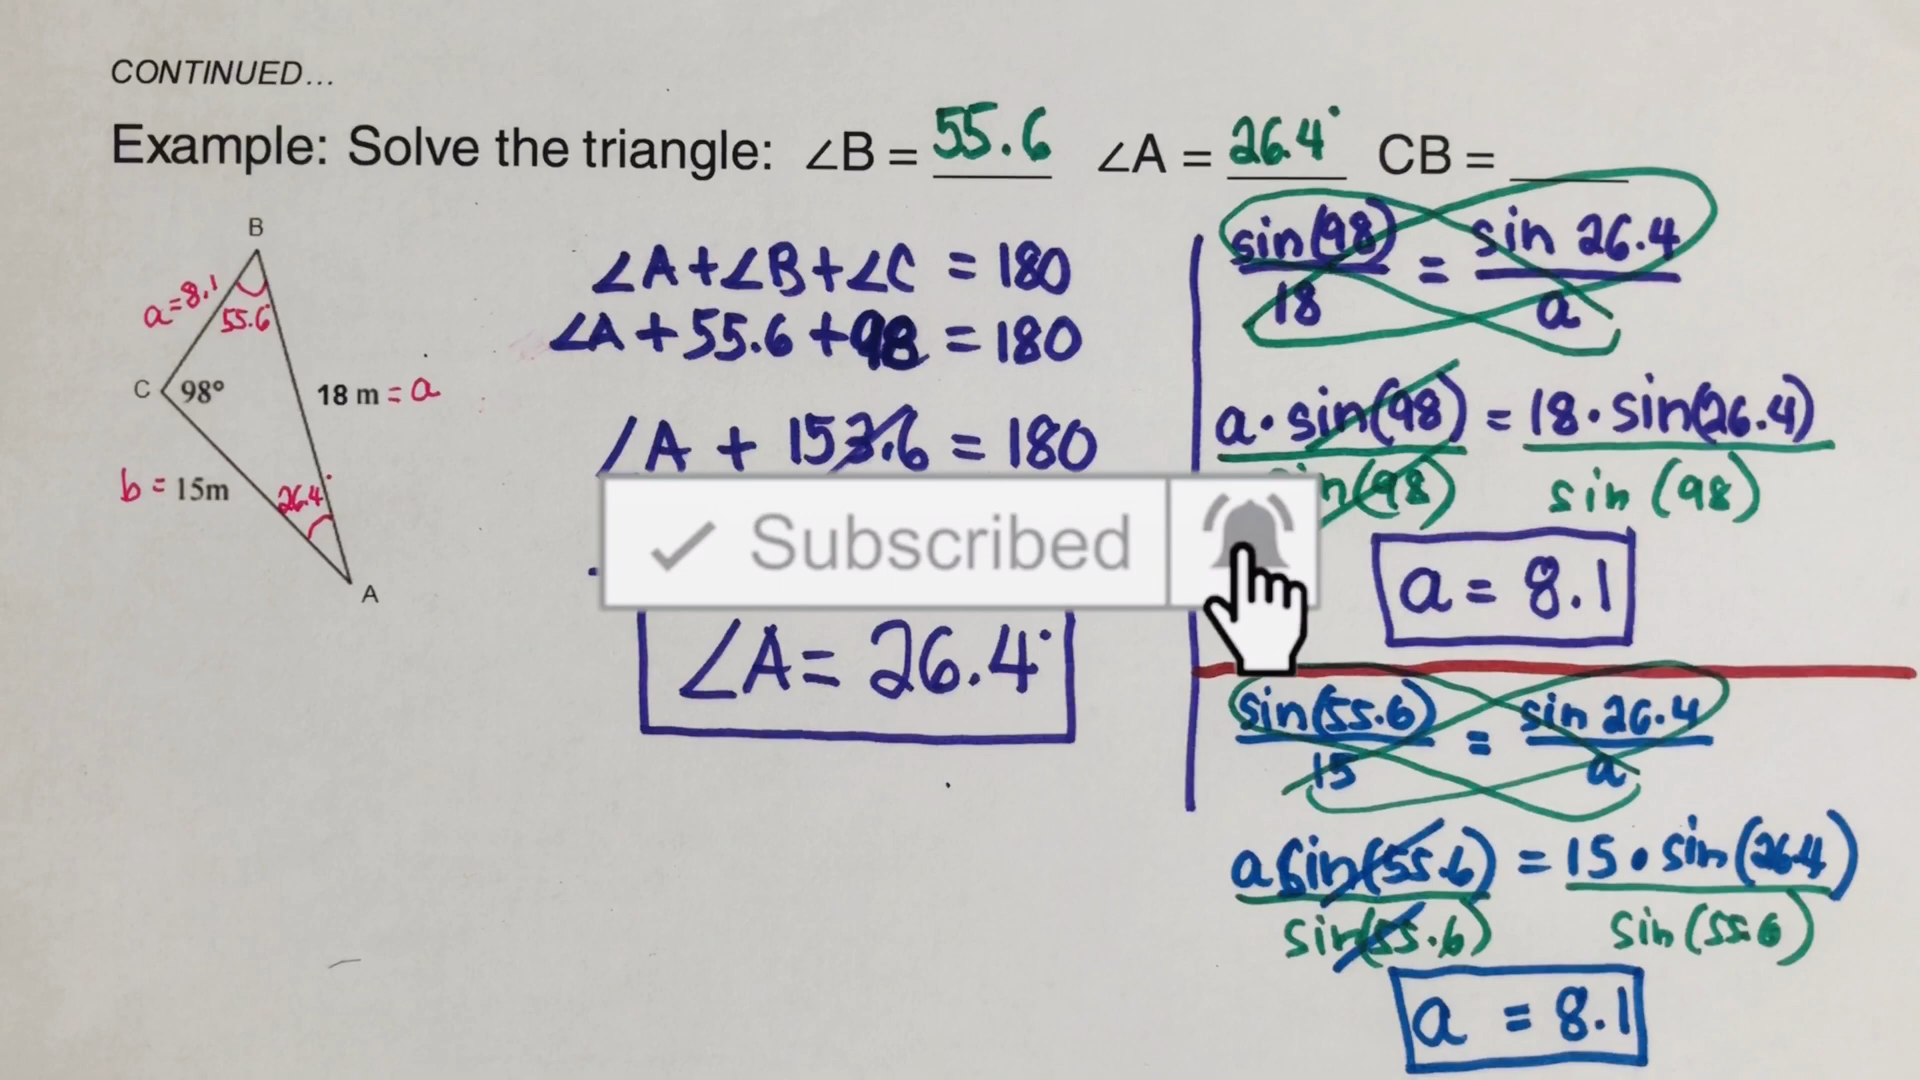 CONTINUED...
Example: Solve the triangle: ∠B = 55.6 ∠A = 26.4° CB = ____
B
a=8.1
55.6°
C 98°
18 m = a
b = 15m
26.4°
A
∠A+∠B+∠C = 180
∠A + 55.6 + 98 = 180
∠A + 153.6 = 180
Subscribed
∠A = 26.4°
sin(98) = sin 26.4
18 a
a · sin(98) = 18 · sin(26.4)
n(98) sin (98)
a = 8.1
sin(55.6) = sin 26.4
15 a
a sin(55.6) = 15 · sin(26.4)
sin(55.6) sin(55.6)
a = 8.1